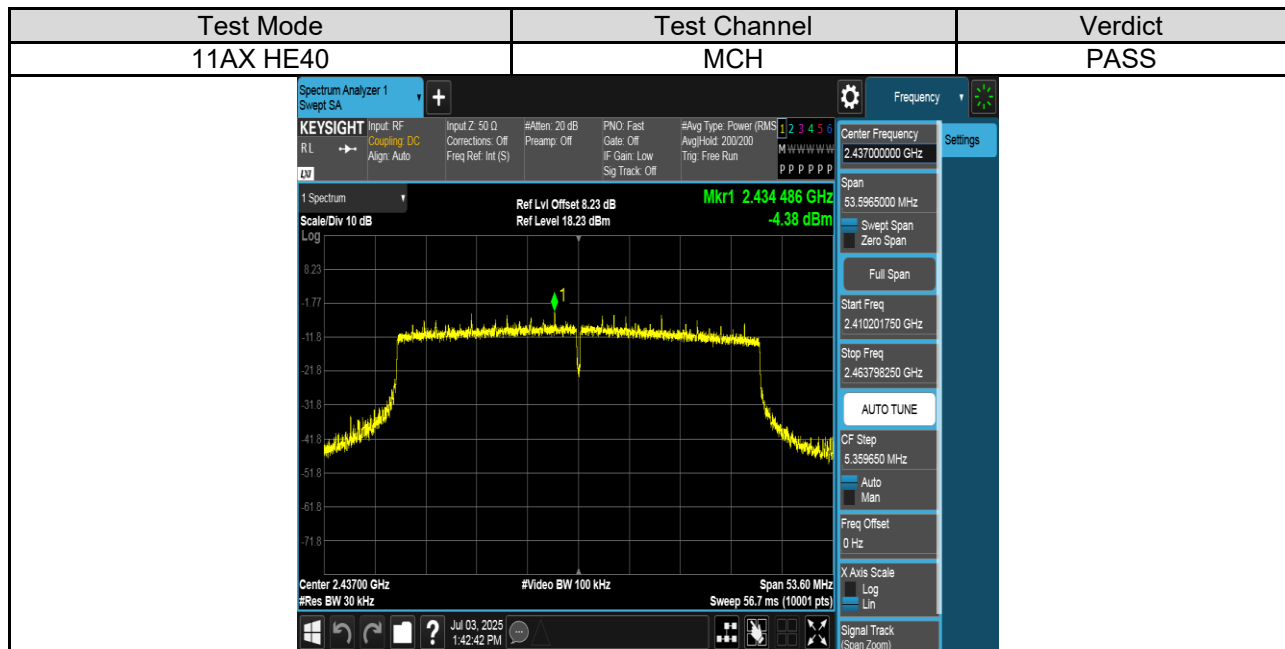 Test Mode Test Channel Verdict
11AX HE40 MCH PASS
Spectrum Analyzer 1
Swept SA
+
Frequency
KEYSIGHT
RL
LXI
Input: RF
Coupling: DC
Align: Auto
Input Z: 50 Ω
Corrections: Off
Freq Ref: Int (S)
#Atten: 20 dB
Preamp: Off
PNO: Fast
Gate: Off
IF Gain: Low
Sig Track: Off
#Avg Type: Power (RMS
Avg|Hold: 200/200
Trig: Free Run
1 2 3 4 5 6
M W W W W W
P P P P P P
Center Frequency
2.437000000 GHz
Settings
Span
53.5965000 MHz
Swept Span
Zero Span
Full Span
Start Freq
2.410201750 GHz
Stop Freq
2.463798250 GHz
AUTO TUNE
CF Step
5.359650 MHz
Auto
Man
Freq Offset
0 Hz
X Axis Scale
Log
Lin
Signal Track
(Span Zoom)
1 Spectrum
Scale/Div 10 dB
Log
Ref Lvl Offset 8.23 dB
Ref Level 18.23 dBm
Mkr1 2.434 486 GHz
-4.38 dBm
8.23
-1.77
-11.8
-21.8
-31.8
-41.8
-51.8
-61.8
-71.8
1
Center 2.43700 GHz
#Res BW 30 kHz
#Video BW 100 kHz
Span 53.60 MHz
Sweep 56.7 ms (10001 pts)
?
Jul 03, 2025
1:42:42 PM